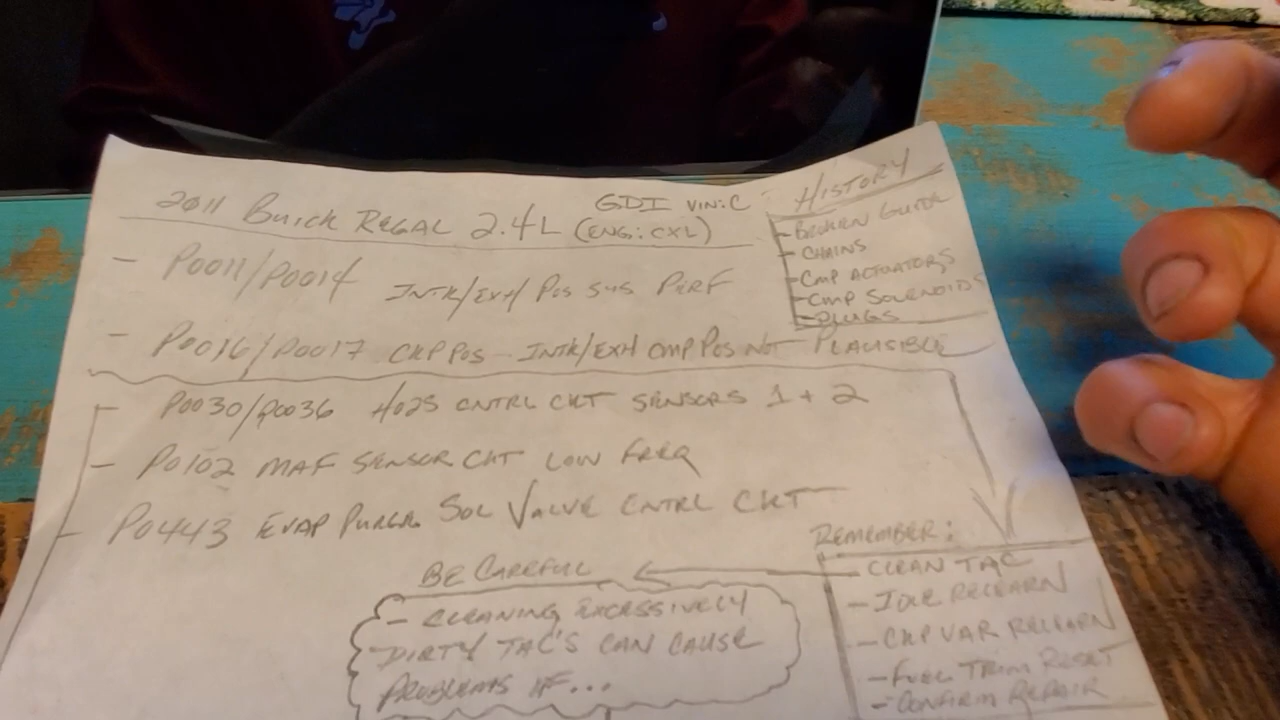 2011 BUICK REGAL 2.4L GDI VIN:C
(ENG: CXL)
HISTORY
- BROKEN GUIDE
- CHAINS
- CMP ACTUATORS
- CMP SOLENOIDS
- PLUGS
- P0011/P0014 INTK/EXH POS SYS PERF
- P0016/P0017 CKP POS - INTK/EXH CMP POS NOT PLAUSIBLE
- P0030/P0036 HO2S CNTRL CKT SENSORS 1 + 2
- P0102 MAF SENSOR CKT LOW FREQ
- P0443 EVAP PURGE SOL VALVE CNTRL CKT
REMEMBER:
- CLEAN TAC
- IDLE RELEARN
- CKP VAR RELEARN
- FUEL TRIM RESET
- CONFIRM REPAIR
BE CAREFUL
- CLEANING EXCESSIVELY
DIRTY TAC'S CAN CAUSE
PROBLEMS IF...